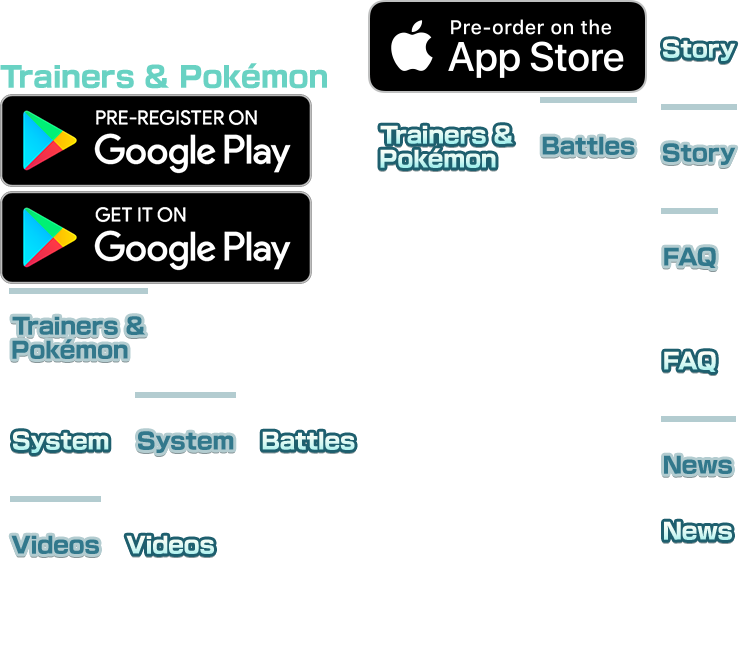 Pre-order on the
App Store
Story
Trainers & Pokémon
PRE-REGISTER ON
Google Play
Trainers &
Pokémon
Battles
Story
GET IT ON
Google Play
FAQ
Trainers &
Pokémon
FAQ
System
System
Battles
News
Videos
Videos
News